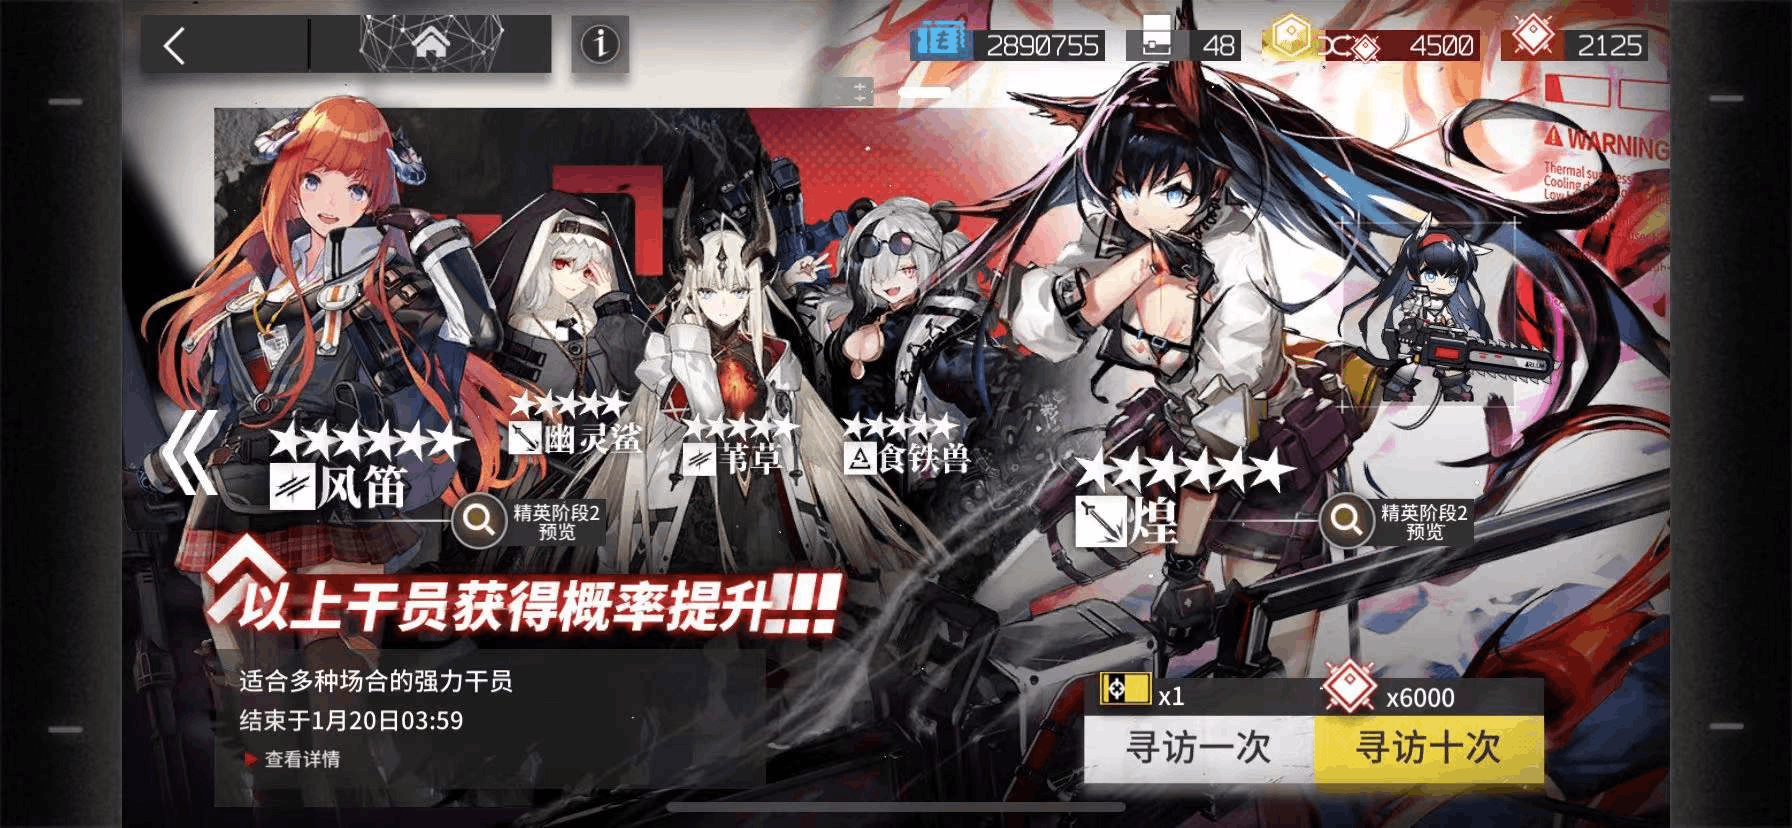 2890755
48
4500
2125
WARNING
Thermal
Cooling
风笛
幽灵鲨
苇草
食铁兽
煌
精英阶段2
预览
精英阶段2
预览
以上干员获得概率提升!!!
适合多种场合的强力干员
结束于1月20日03:59
查看详情
x1
x6000
寻访一次
寻访十次